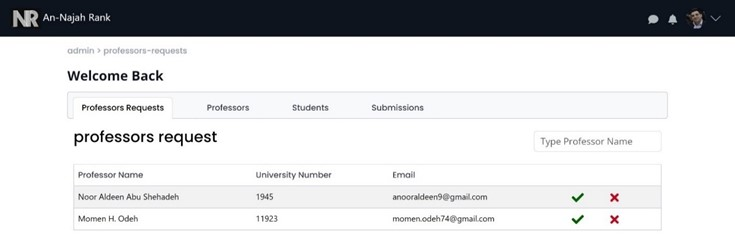 NR An-Najah Rank
admin > professors-requests
Welcome Back
Professors Requests Professors Students Submissions
professors request
Type Professor Name
Professor Name University Number Email
Noor Aldeen Abu Shehadeh 1945 anooraldeen9@gmail.com
Momen H. Odeh 11923 momen.odeh74@gmail.com